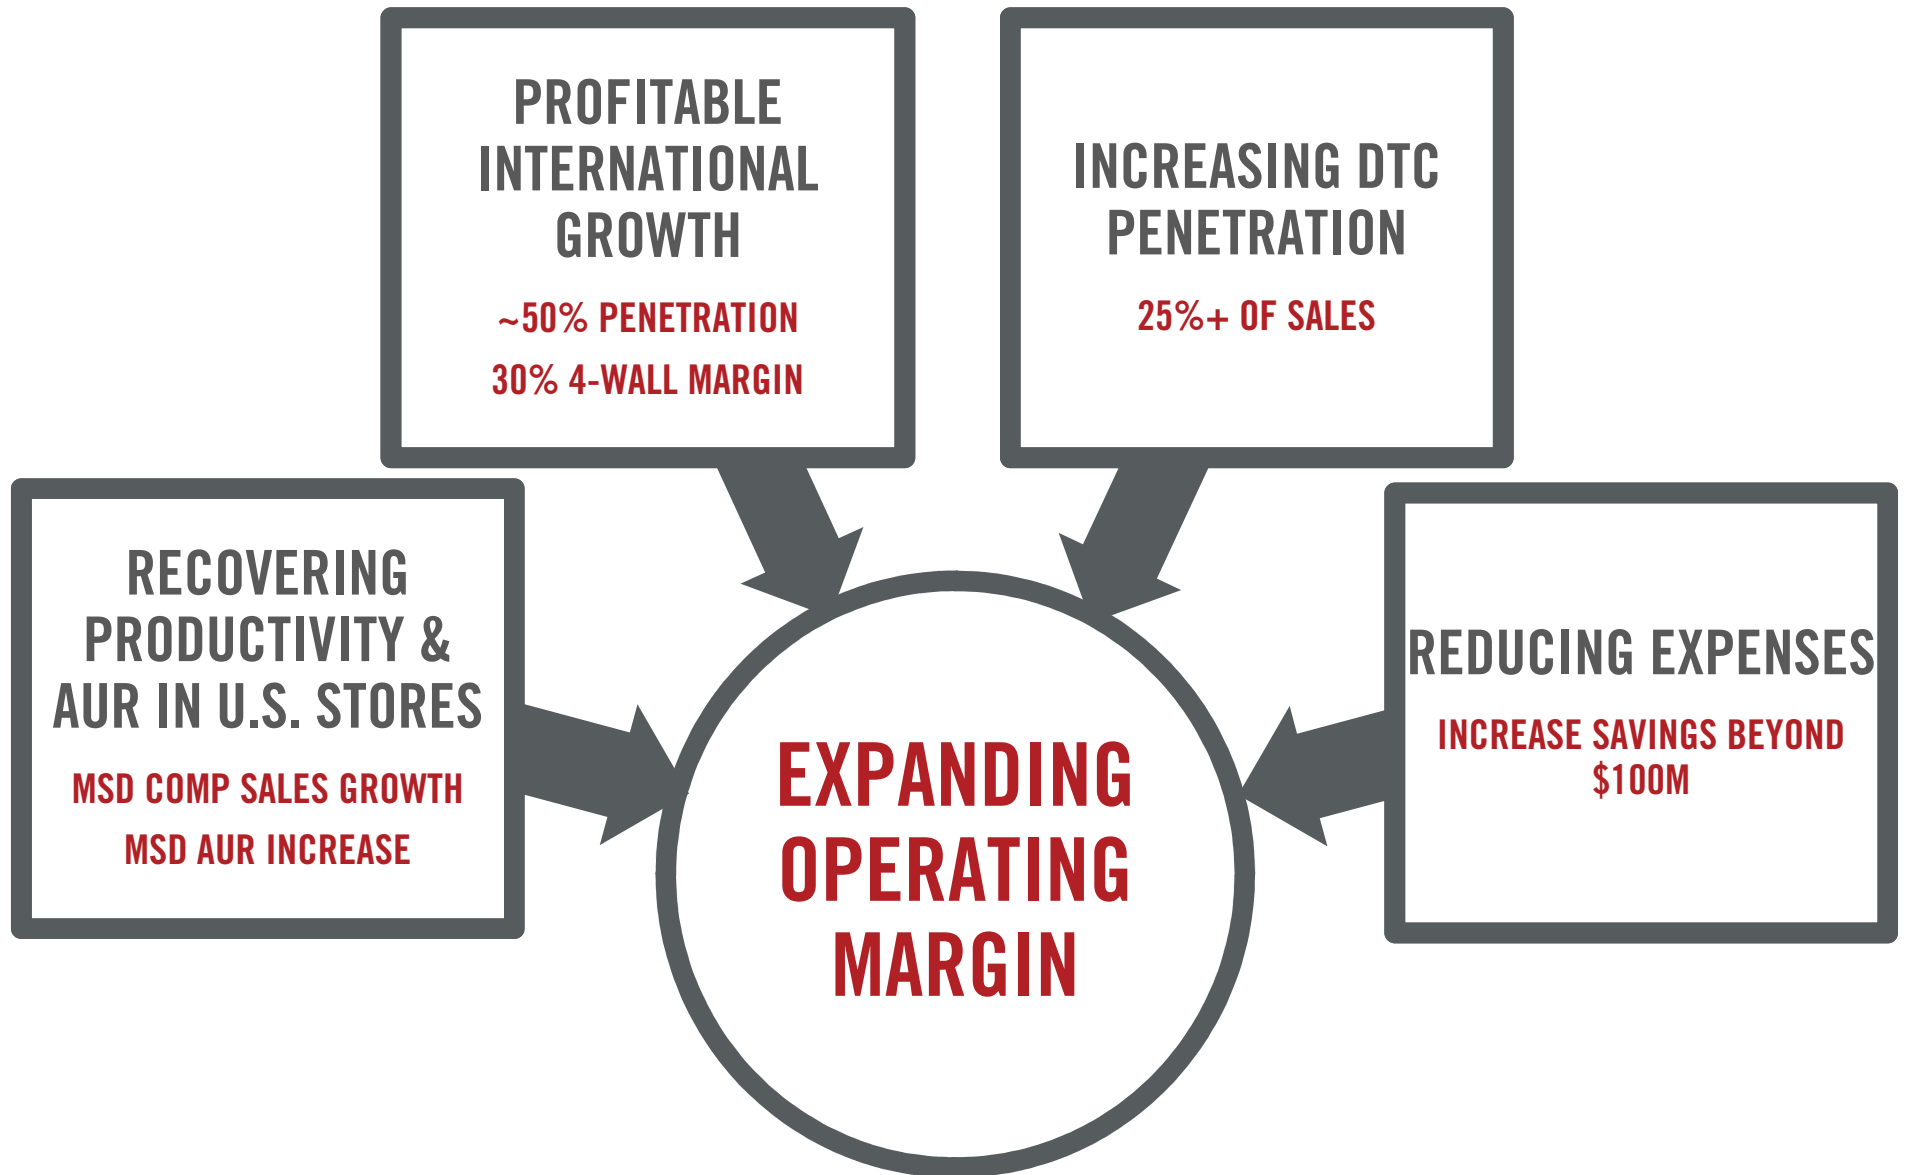 PROFITABLE
INTERNATIONAL
GROWTH
~50% PENETRATION
30% 4-WALL MARGIN
INCREASING DTC
PENETRATION
25%+ OF SALES
RECOVERING
PRODUCTIVITY &
AUR IN U.S. STORES
MSD COMP SALES GROWTH
MSD AUR INCREASE
REDUCING EXPENSES
INCREASE SAVINGS BEYOND
$100M
EXPANDING
OPERATING
MARGIN